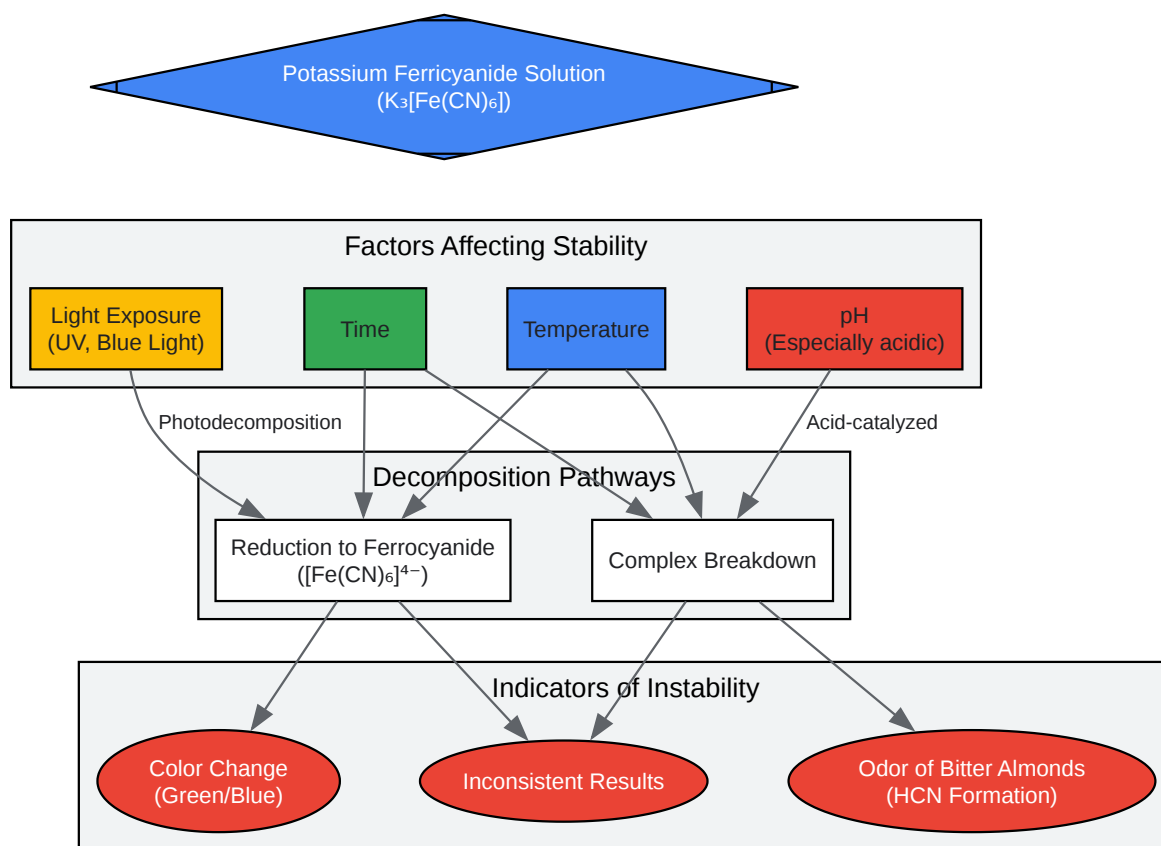 Potassium Ferricyanide Solution
(K₃[Fe(CN)₆])
Factors Affecting Stability
Light Exposure
(UV, Blue Light)
Time
Temperature
pH
(Especially acidic)
Photodecomposition
Acid-catalyzed
Decomposition Pathways
Reduction to Ferrocyanide
([Fe(CN)₆]⁴⁻)
Complex Breakdown
Indicators of Instability
Color Change
(Green/Blue)
Inconsistent Results
Odor of Bitter Almonds
(HCN Formation)